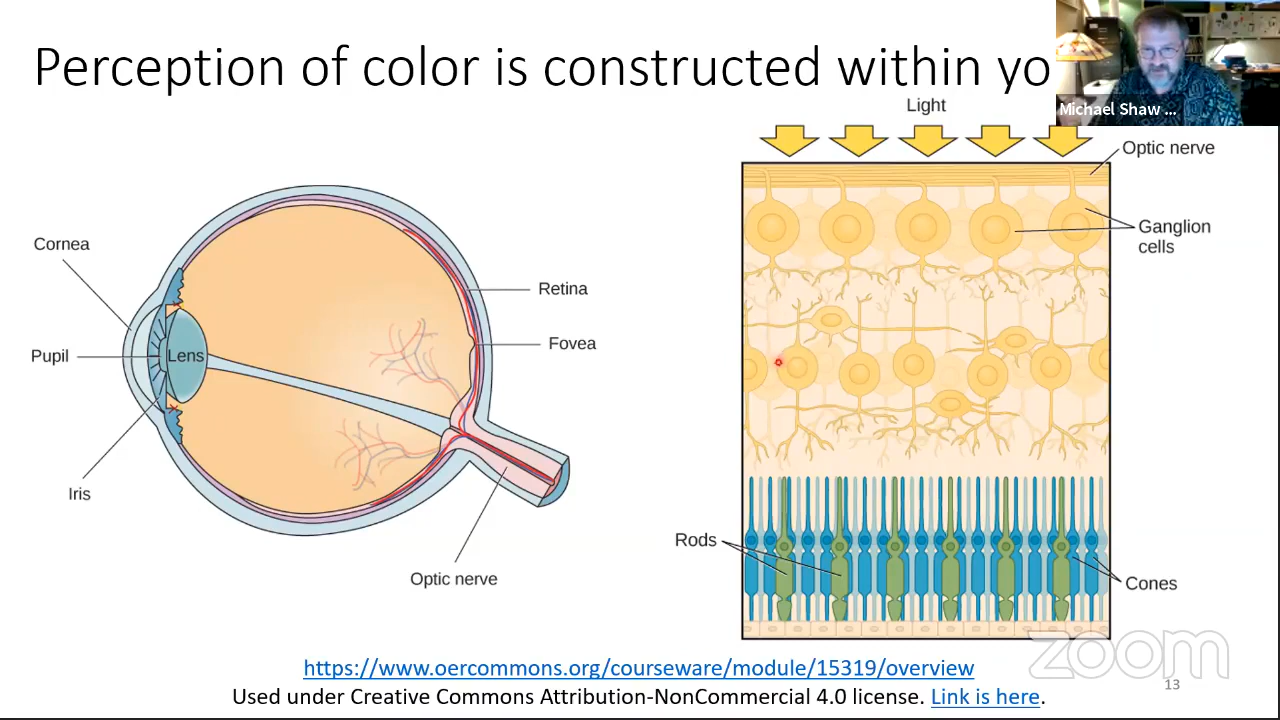 Perception of color is constructed within yo
Michael Shaw ...
Light
Optic nerve
Ganglion
cells
Cornea
Retina
Fovea
Pupil
Lens
Iris
Optic nerve
Rods
Cones
zoom
https://www.oercommons.org/courseware/module/15319/overview
13
Used under Creative Commons Attribution-NonCommercial 4.0 license. Link is here.